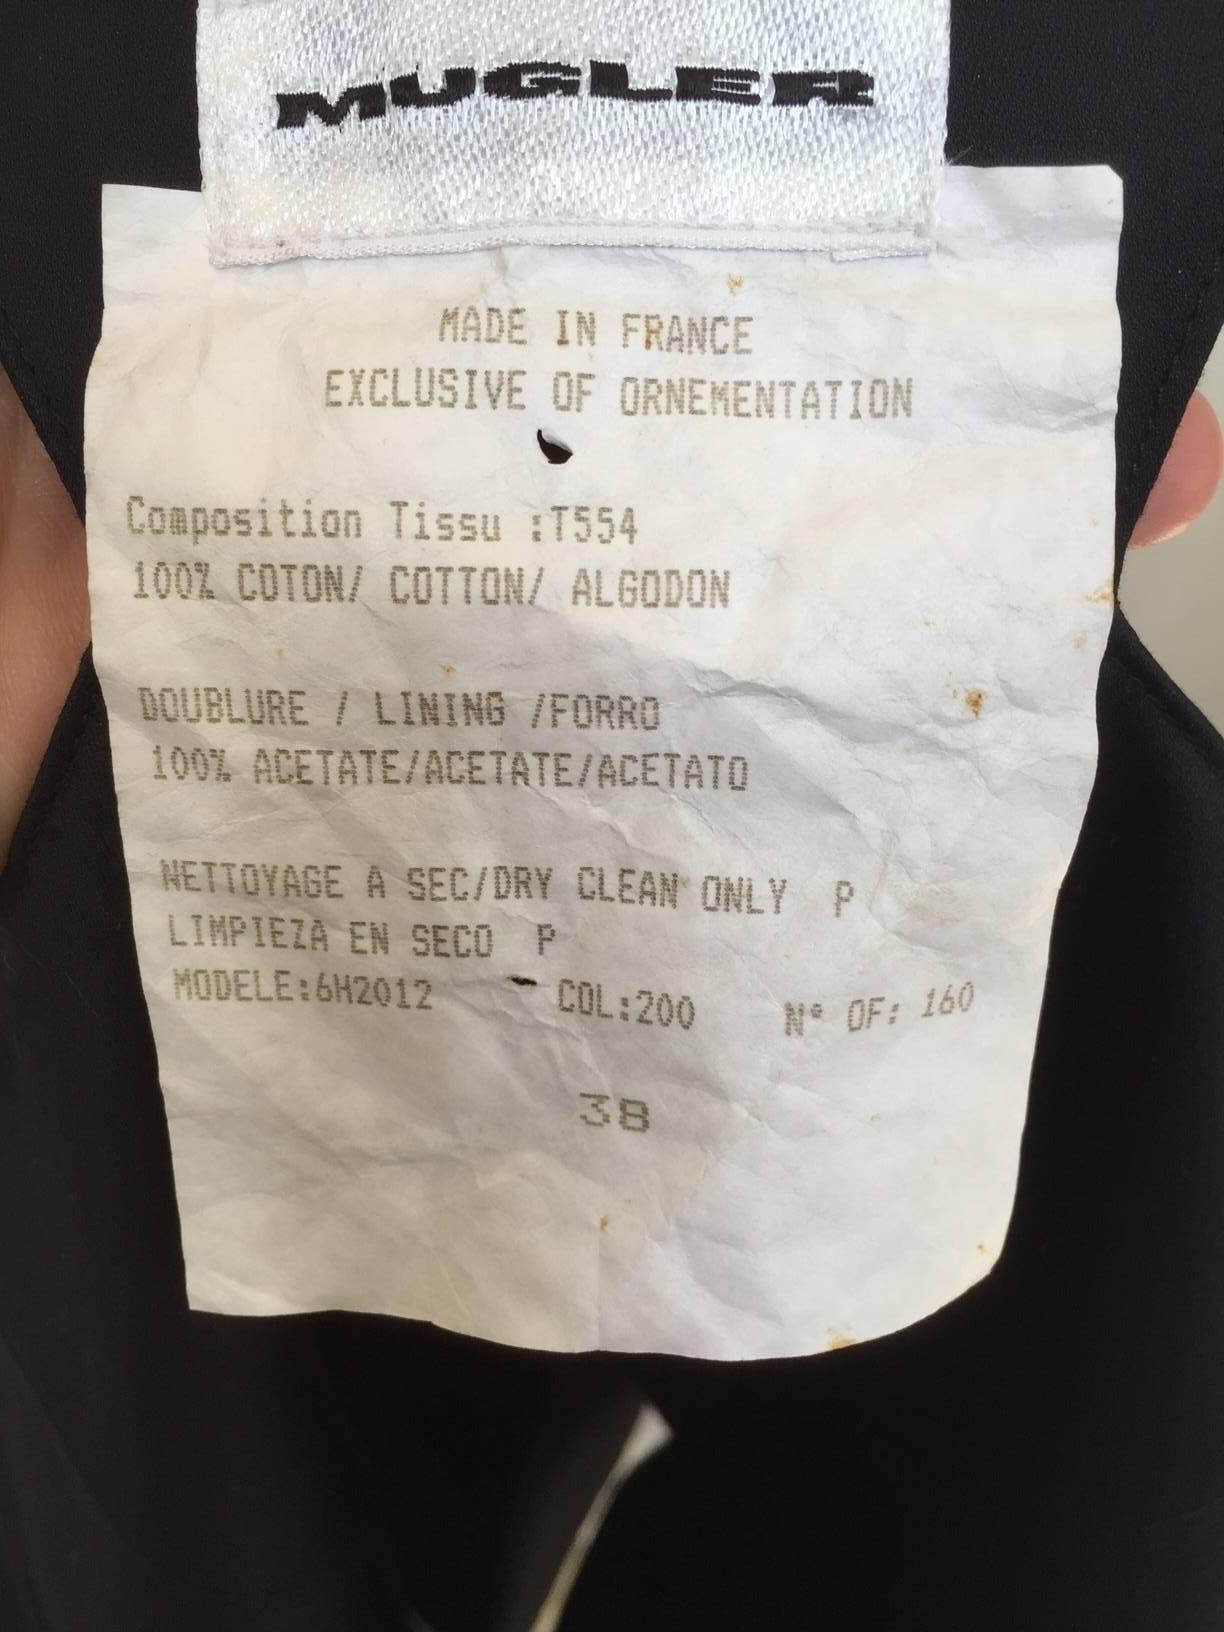 MUGLER
MADE IN FRANCE
EXCLUSIVE OF ORNEMENTATION
Composition Tissu :T554
100% COTON/ COTTON/ ALGODON
DOUBLURE / LINING /FORRO
100% ACETATE/ACETATE/ACETATO
NETTOYAGE A SEC/DRY CLEAN ONLY P
LIMPIEZA EN SECO P
MODELE:6H2012 COL:200 N° OF: 160
38